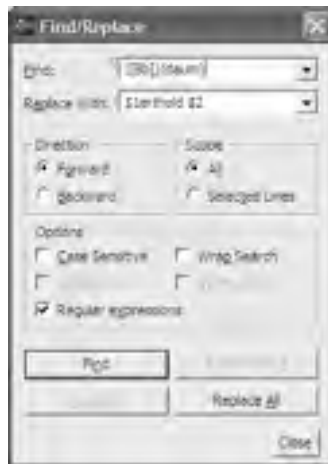 Find/Replace
Find:
Replace With:
Direction
Scope
Forward
All
Backward
Selected Lines
Options
Case Sensitive
Wrap Search
Regular expressions
Find
Replace All
Close